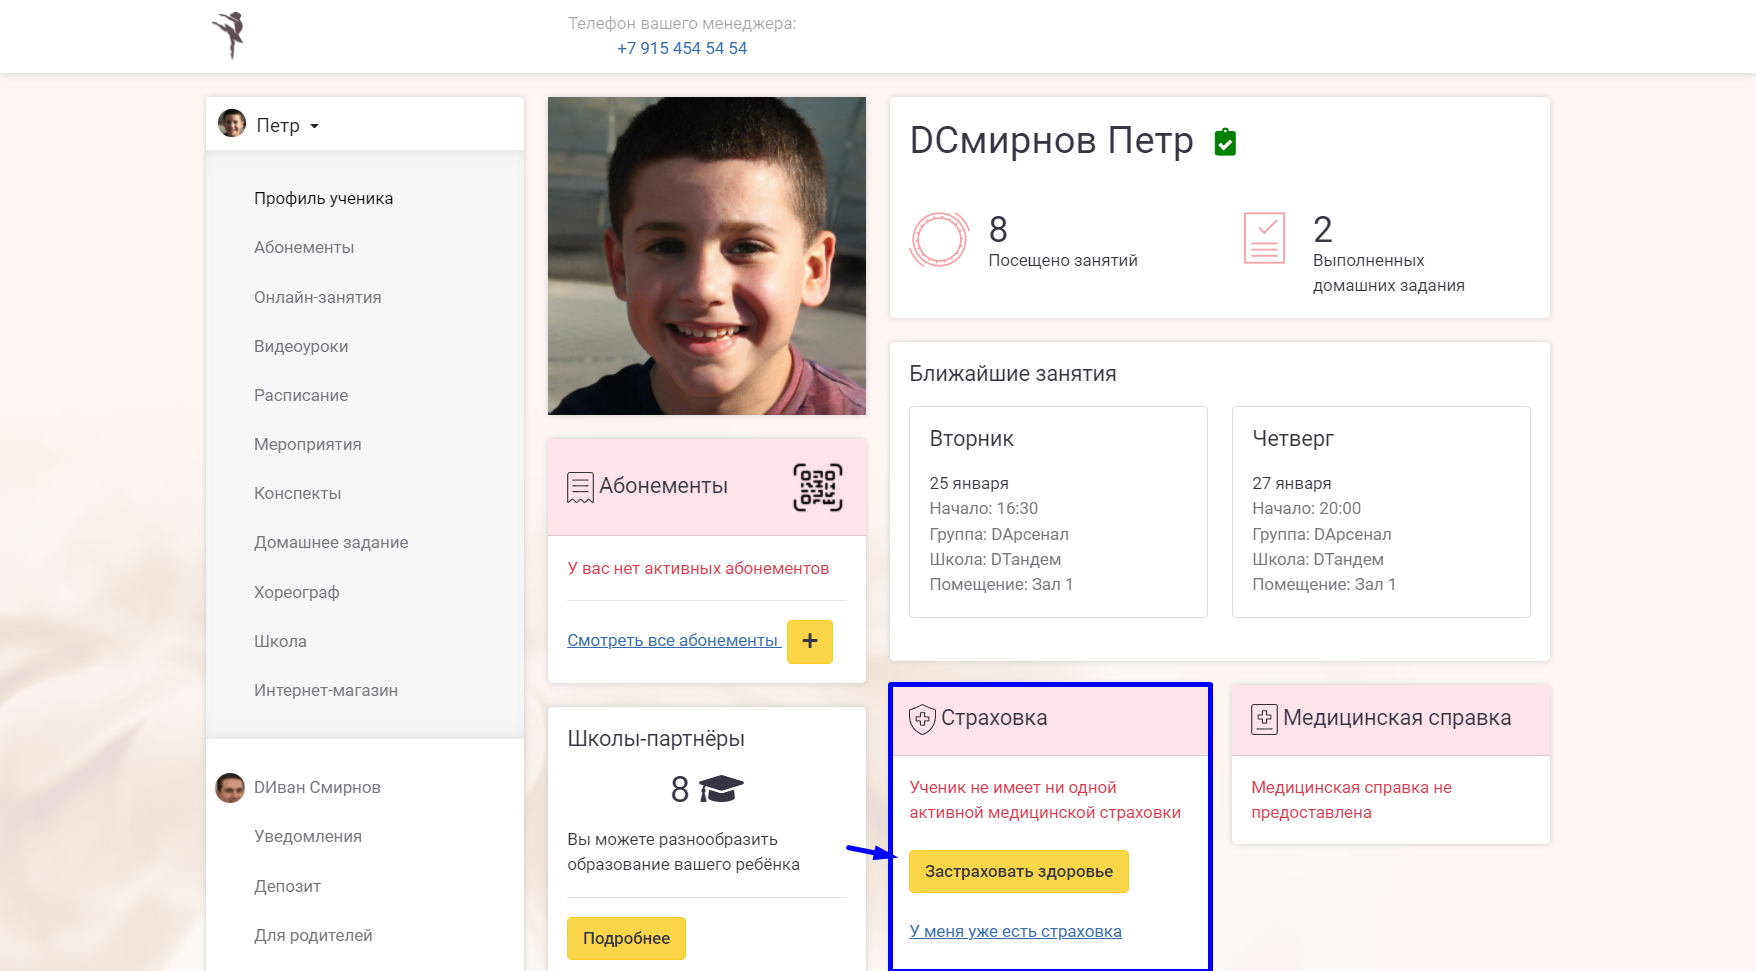 Телефон вашего менеджера:
+7 915 454 54 54
Петр
Профиль ученика
Абонементы
Онлайн-занятия
Видеоуроки
Расписание
Мероприятия
Конспекты
Домашнее задание
Хореограф
Школа
Интернет-магазин
DИван Смирнов
Уведомления
Депозит
Для родителей
Абонементы
У вас нет активных абонементов
Смотреть все абонементы
+
Школы-партнёры
8
Вы можете разнообразить
образование вашего ребёнка
Подробнее
DСмирнов Петр
8
Посещено занятий
2
Выполненных
домашних задания
Ближайшие занятия
Вторник
25 января
Начало: 16:30
Группа: DАрсенал
Школа: DТандем
Помещение: Зал 1
Четверг
27 января
Начало: 20:00
Группа: DАрсенал
Школа: DТандем
Помещение: Зал 1
Страховка
Ученик не имеет ни одной
активной медицинской страховки
Застраховать здоровье
У меня уже есть страховка
Медицинская справка
Медицинская справка не
предоставлена